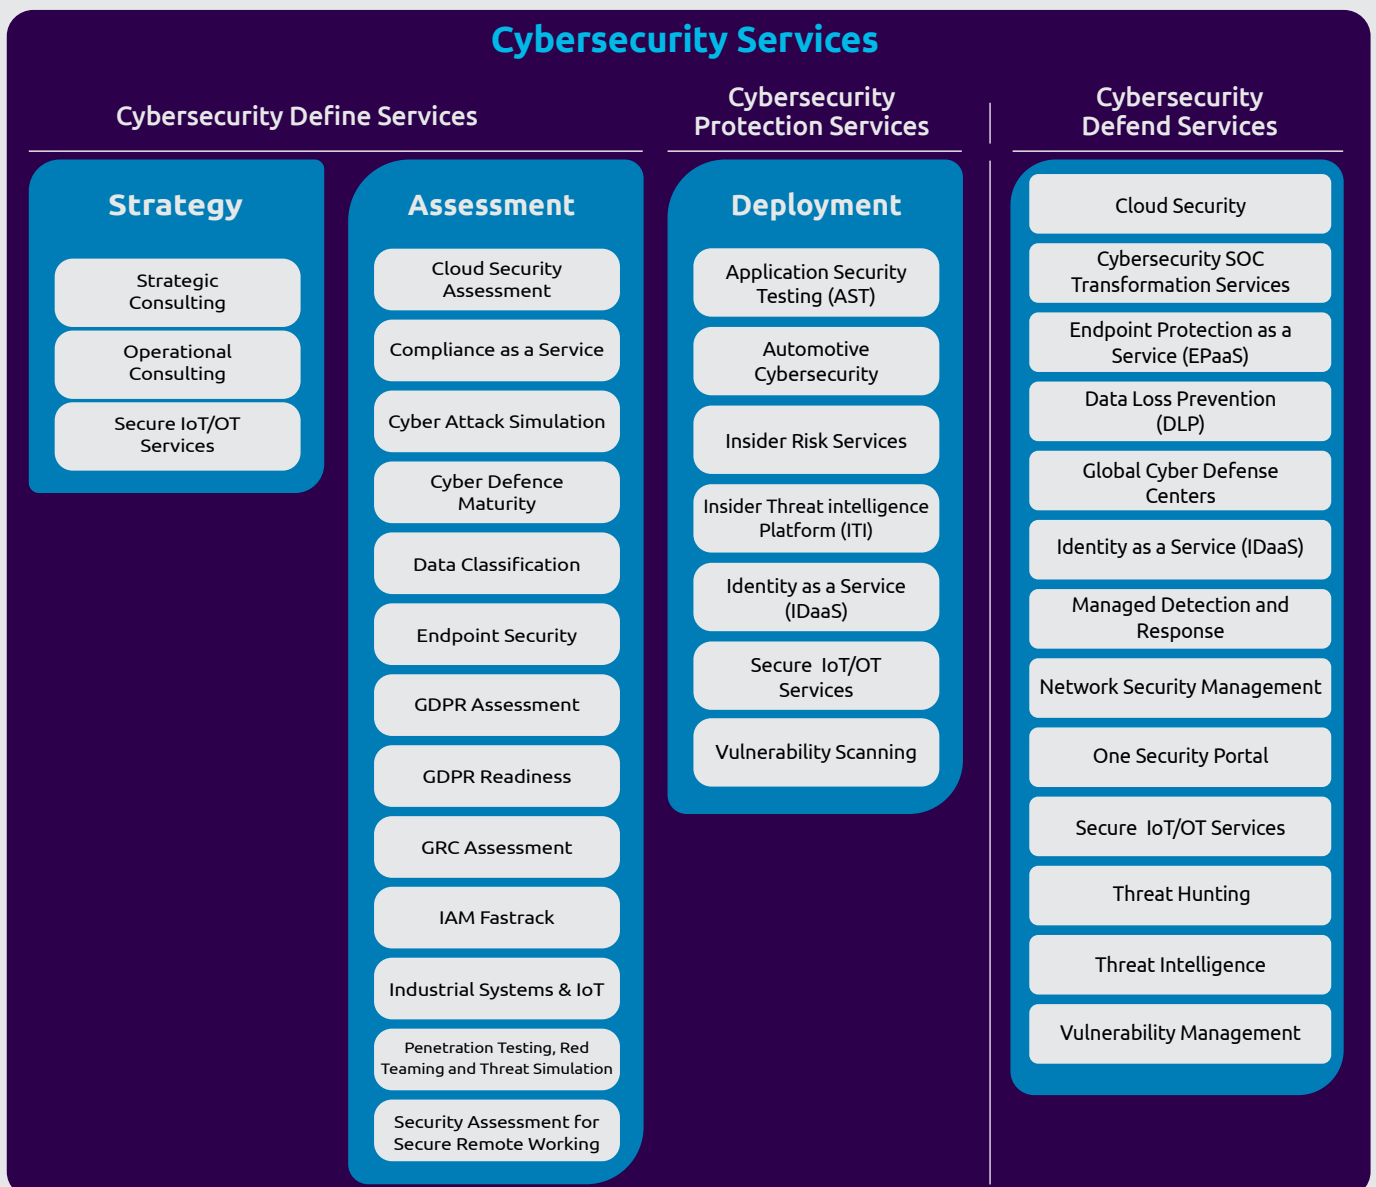 Cybersecurity Services
Cybersecurity Define Services
Strategy
Strategic
Consulting
Operational
Consulting
Secure IoT/OT
Services
Assessment
Cloud Security
Assessment
Compliance as a Service
Cyber Attack Simulation
Cyber Defence
Maturity
Data Classification
Endpoint Security
GDPR Assessment
GDPR Readiness
GRC Assessment
IAM Fastrack
Industrial Systems & IoT
Penetration Testing, Red
Teaming and Threat Simulation
Security Assessment for
Secure Remote Working
Cybersecurity
Protection Services
Deployment
Application Security
Testing (AST)
Automotive
Cybersecurity
Insider Risk Services
Insider Threat intelligence
Platform (ITI)
Identity as a Service
(IDaaS)
Secure IoT/OT
Services
Vulnerability Scanning
Cybersecurity
Defend Services
Cloud Security
Cybersecurity SOC
Transformation Services
Endpoint Protection as a
Service (EPaaS)
Data Loss Prevention
(DLP)
Global Cyber Defense
Centers
Identity as a Service (IDaaS)
Managed Detection and
Response
Network Security Management
One Security Portal
Secure IoT/OT Services
Threat Hunting
Threat Intelligence
Vulnerability Management